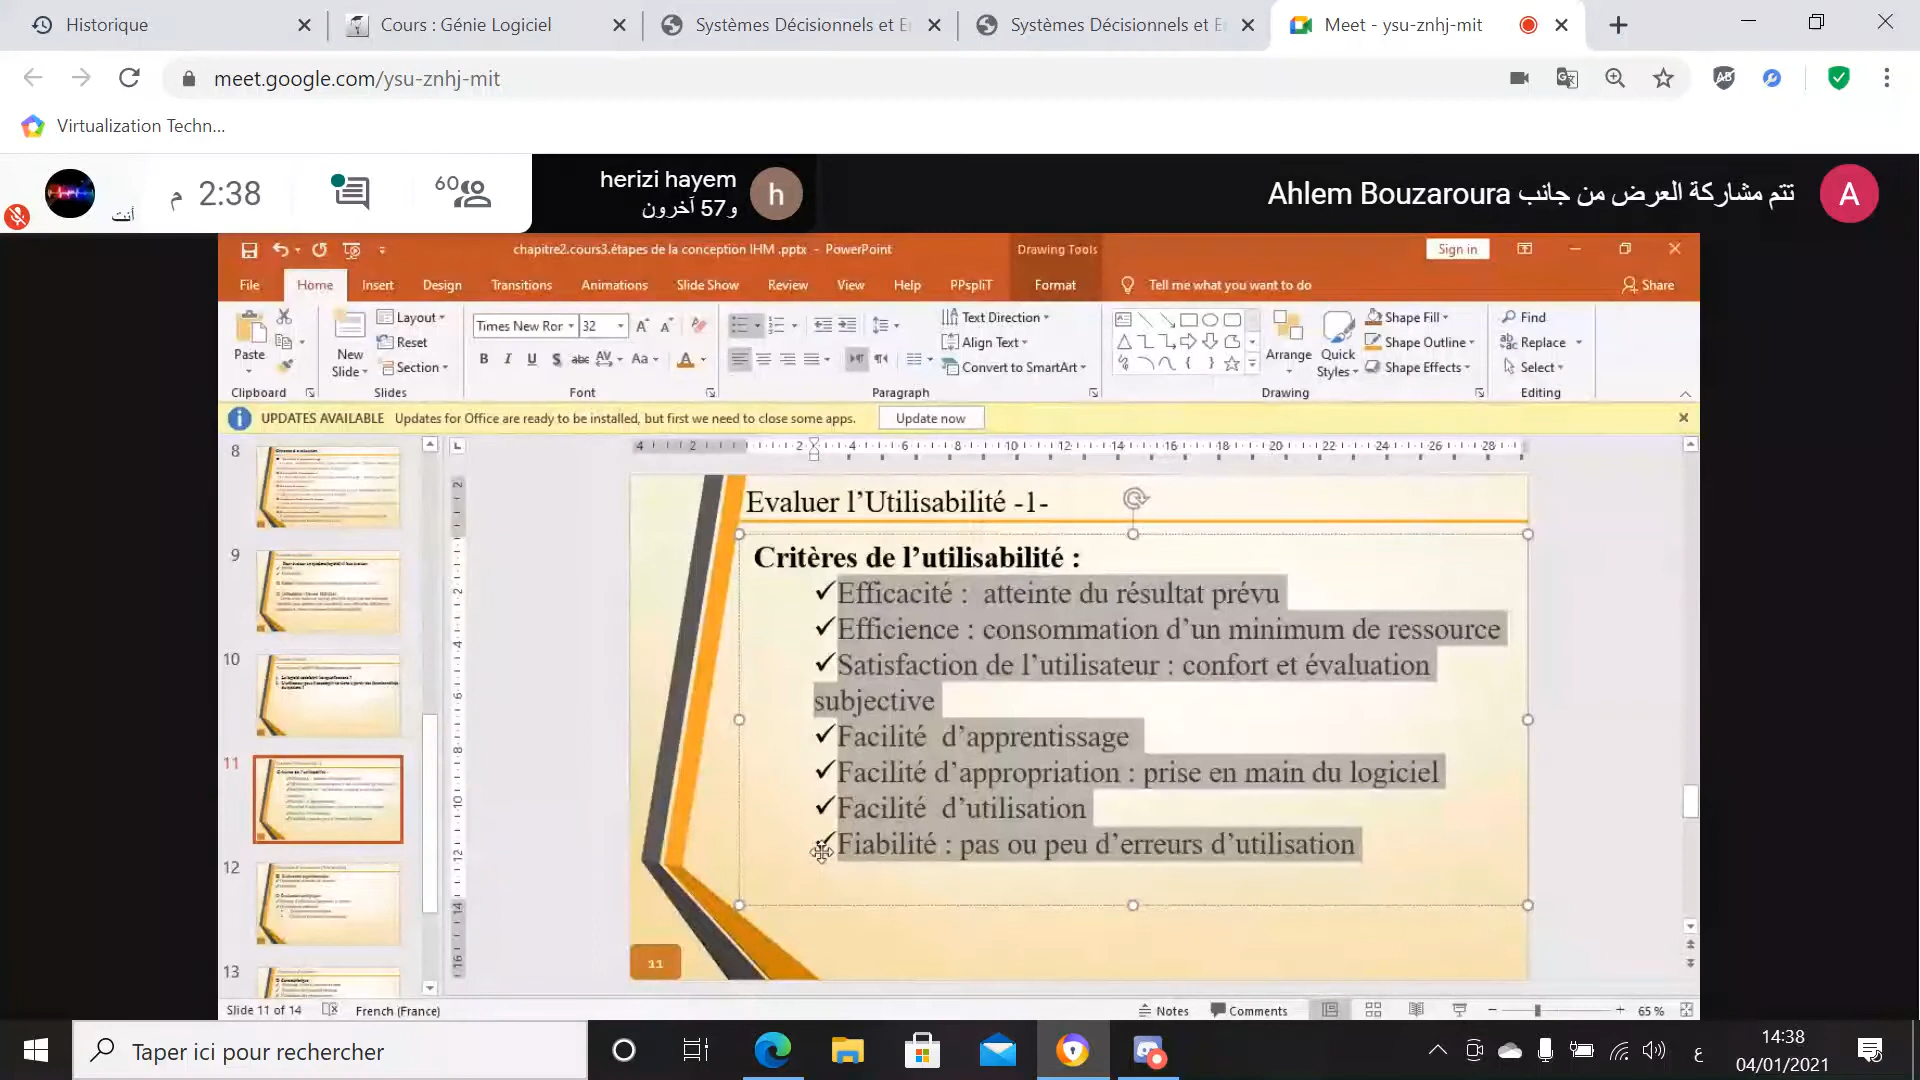 Historique
Cours : Génie Logiciel
Systèmes Décisionnels et E
Systèmes Décisionnels et E
Meet - ysu-znhj-mit
meet.google.com/ysu-znhj-mit
Virtualization Techn...
أنت
2:38 م
60
herizi hayem
و57 آخرون
h
تتم مشاركة العرض من جانب Ahlem Bouzaroura
A
chapitre2.cours3.étapes de la conception IHM .pptx - PowerPoint
Drawing Tools
Sign in
File Home Insert Design Transitions Animations Slide Show Review View Help PPspliT Format Tell me what you want to do Share
Paste
New Slide
Layout
Reset
Section
Times New Ror 32
Text Direction
Align Text
Convert to SmartArt
Arrange
Quick Styles
Shape Fill
Shape Outline
Shape Effects
Find
Replace
Select
Clipboard Slides Font Paragraph Drawing Editing
UPDATES AVAILABLE Updates for Office are ready to be installed, but first we need to close some apps. Update now
8
9
10
11
12
13
Evaluer l’Utilisabilité -1-
Critères de l’utilisabilité :
✓Efficacité : atteinte du résultat prévu
✓Efficience : consommation d’un minimum de ressource
✓Satisfaction de l’utilisateur : confort et évaluation
subjective
✓Facilité d’apprentissage
✓Facilité d’appropriation : prise en main du logiciel
✓Facilité d’utilisation
✓Fiabilité : pas ou peu d’erreurs d’utilisation
11
Slide 11 of 14 French (France) Notes Comments 65 %
Taper ici pour rechercher
ع
14:38
04/01/2021